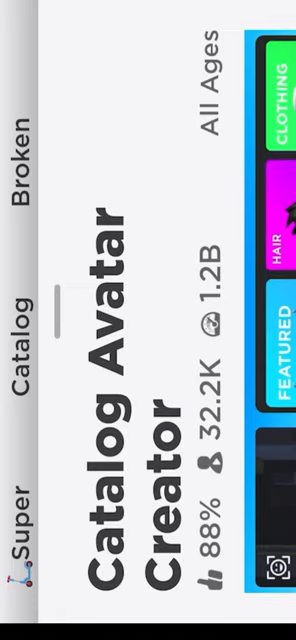 🛴Super Catalog Broken
Catalog Avatar
Creator
88% 32.2K 1.2B All Ages
FEATURED HAIR CLOTHING